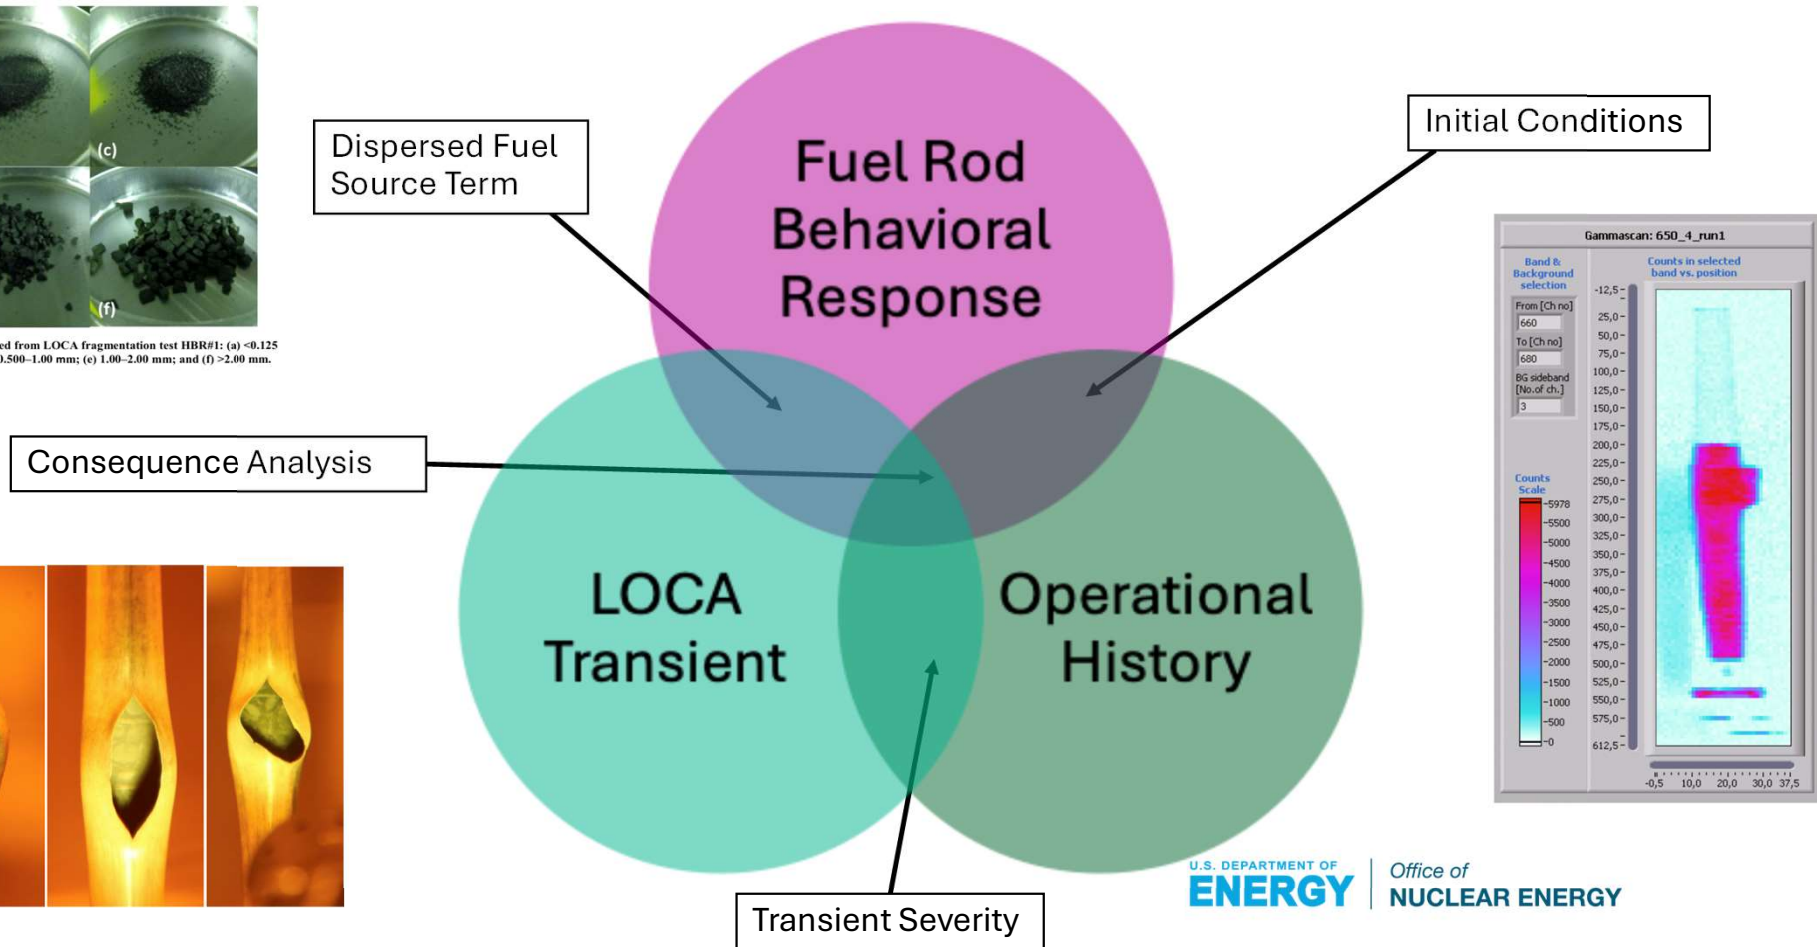 (c)
(f)
ed from LOCA fragmentation test HBR#1: (a) <0.125
0.500–1.00 mm; (e) 1.00–2.00 mm; and (f) >2.00 mm.
Dispersed Fuel
Source Term
Initial Conditions
Fuel Rod
Behavioral
Response
Consequence Analysis
LOCA
Transient
Operational
History
Transient Severity
Gammascan: 650_4_run1
Band &
Background
selection
From [Ch no]
660
To [Ch no]
680
BG sideband
[No.of ch.]
3
Counts
Scale
5978
5500
5000
4500
4000
3500
3000
2500
2000
1500
1000
500
0
Counts in selected
band vs. position
-12,5
25,0
50,0
75,0
100,0
125,0
150,0
175,0
200,0
225,0
250,0
275,0
300,0
325,0
350,0
375,0
400,0
425,0
450,0
475,0
500,0
525,0
550,0
575,0
612,5
-0,5 10,0 20,0 30,0 37,5
U.S. DEPARTMENT OF
ENERGY
Office of
NUCLEAR ENERGY